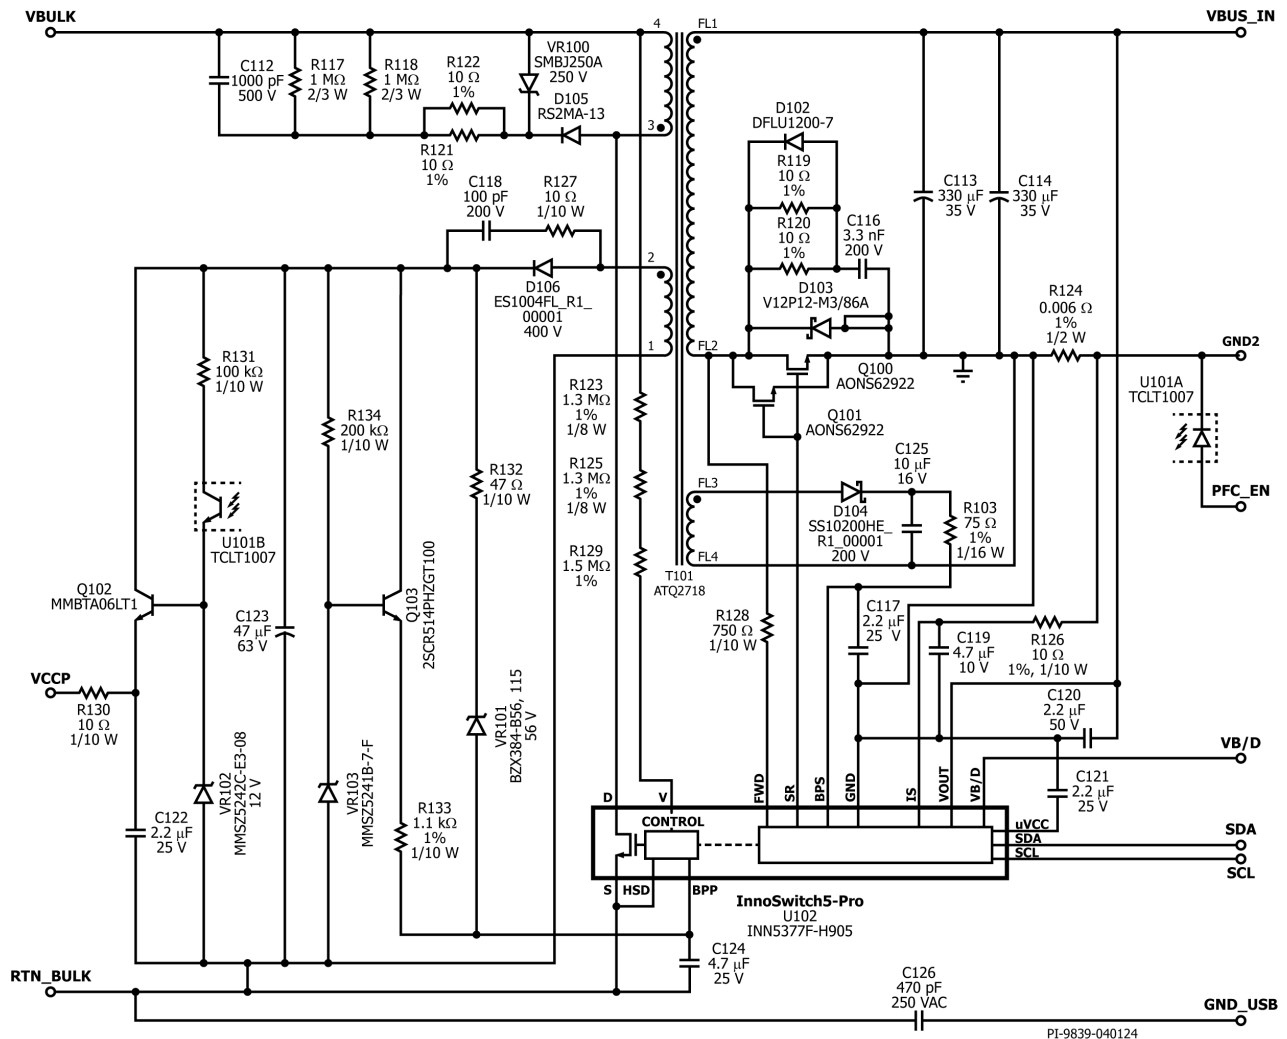 VBULK
VBUS_IN
4
FL1
C112
1000 pF
500 V
R117
1 MΩ
2/3 W
R118
1 MΩ
2/3 W
R122
10 Ω
1%
VR100
SMBJ250A
250 V
D105
RS2MA-13
3
R121
10 Ω
1%
D102
DFLU1200-7
R119
10 Ω
1%
R120
10 Ω
1%
C116
3.3 nF
200 V
C113
330 µF
35 V
C114
330 µF
35 V
C118
100 pF
200 V
R127
10 Ω
1/10 W
2
D106
ES1004FL_R1_
00001
400 V
D103
V12P12-M3/86A
R124
0.006 Ω
1%
1/2 W
GND2
1
FL2
Q100
AONS62922
Q101
AONS62922
U101A
TCLT1007
PFC_EN
R131
100 kΩ
1/10 W
R134
200 kΩ
1/10 W
R123
1.3 MΩ
1%
1/8 W
R125
1.3 MΩ
1%
1/8 W
R129
1.5 MΩ
1%
R132
47 Ω
1/10 W
C125
10 µF
16 V
FL3
D104
SS10200HE_
R1_00001
200 V
R103
75 Ω
1%
1/16 W
FL4
T101
ATQ2718
U101B
TCLT1007
Q102
MMBTA06LT1
Q103
2SCR514PHZGT100
C123
47 µF
63 V
R128
750 Ω
1/10 W
C117
2.2 µF
25 V
C119
4.7 µF
10 V
R126
10 Ω
1%, 1/10 W
VCCP
R130
10 Ω
1/10 W
C120
2.2 µF
50 V
VR101
BZX384-B56, 115
56 V
VR102
MMSZ5242C-E3-08
12 V
VR103
MMSZ5241B-7-F
VB/D
C121
2.2 µF
25 V
C122
2.2 µF
25 V
R133
1.1 kΩ
1%
1/10 W
D
V
FWD
SR
BPS
GND
IS
VOUT
VB/D
CONTROL
uVCC
SDA
SCL
SDA
SCL
S
HSD
BPP
InnoSwitch5-Pro
U102
INN5377F-H905
C124
4.7 µF
25 V
RTN_BULK
C126
470 pF
250 VAC
GND_USB
PI-9839-040124